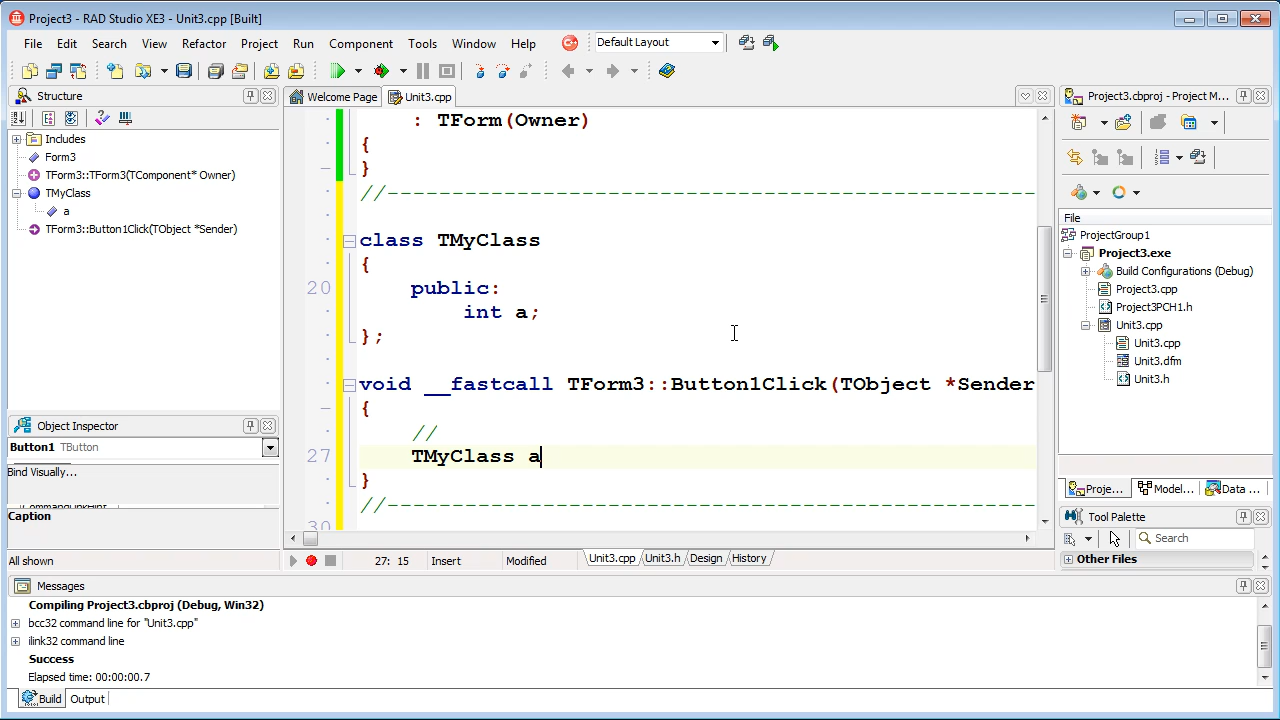 Project3 - RAD Studio XE3 - Unit3.cpp [Built]
File Edit Search View Refactor Project Run Component Tools Window Help Default Layout
Structure
Welcome Page Unit3.cpp
Project3.cbproj - Project M...
Includes
Form3
TForm3::TForm3(TComponent* Owner)
TMyClass
a
TForm3::Button1Click(TObject *Sender)
: TForm(Owner)
{
}
//--------------------------------------------------
class TMyClass
{
20 public:
int a;
};
void __fastcall TForm3::Button1Click(TObject *Sender
{
//
27 TMyClass a
}
//--------------------------------------------------
30
File
ProjectGroup1
Project3.exe
Build Configurations (Debug)
Project3.cpp
Project3PCH1.h
Unit3.cpp
Unit3.cpp
Unit3.dfm
Unit3.h
Proje... Model... Data ...
Tool Palette
Search
Other Files
Object Inspector
Button1 TButton
Bind Visually...
Caption
All shown
27: 15 Insert Modified Unit3.cpp Unit3.h Design History
Messages
Compiling Project3.cbproj (Debug, Win32)
bcc32 command line for "Unit3.cpp"
ilink32 command line
Success
Elapsed time: 00:00:00.7
Build Output